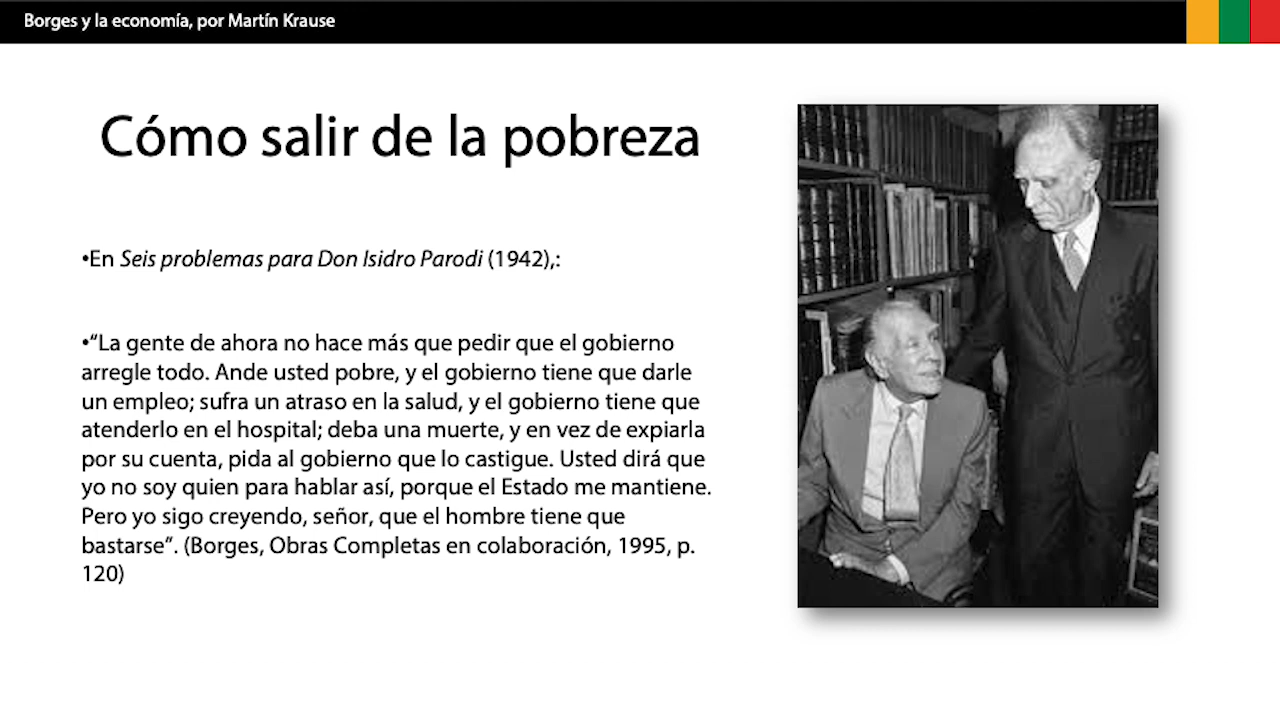 Borges y la economía, por Martín Krause
Cómo salir de la pobreza
•En Seis problemas para Don Isidro Parodi (1942),:
•“La gente de ahora no hace más que pedir que el gobierno
arregle todo. Ande usted pobre, y el gobierno tiene que darle
un empleo; sufra un atraso en la salud, y el gobierno tiene que
atenderlo en el hospital; deba una muerte, y en vez de expiarla
por su cuenta, pida al gobierno que lo castigue. Usted dirá que
yo no soy quien para hablar así, porque el Estado me mantiene.
Pero yo sigo creyendo, señor, que el hombre tiene que
bastarse”. (Borges, Obras Completas en colaboración, 1995, p.
120)